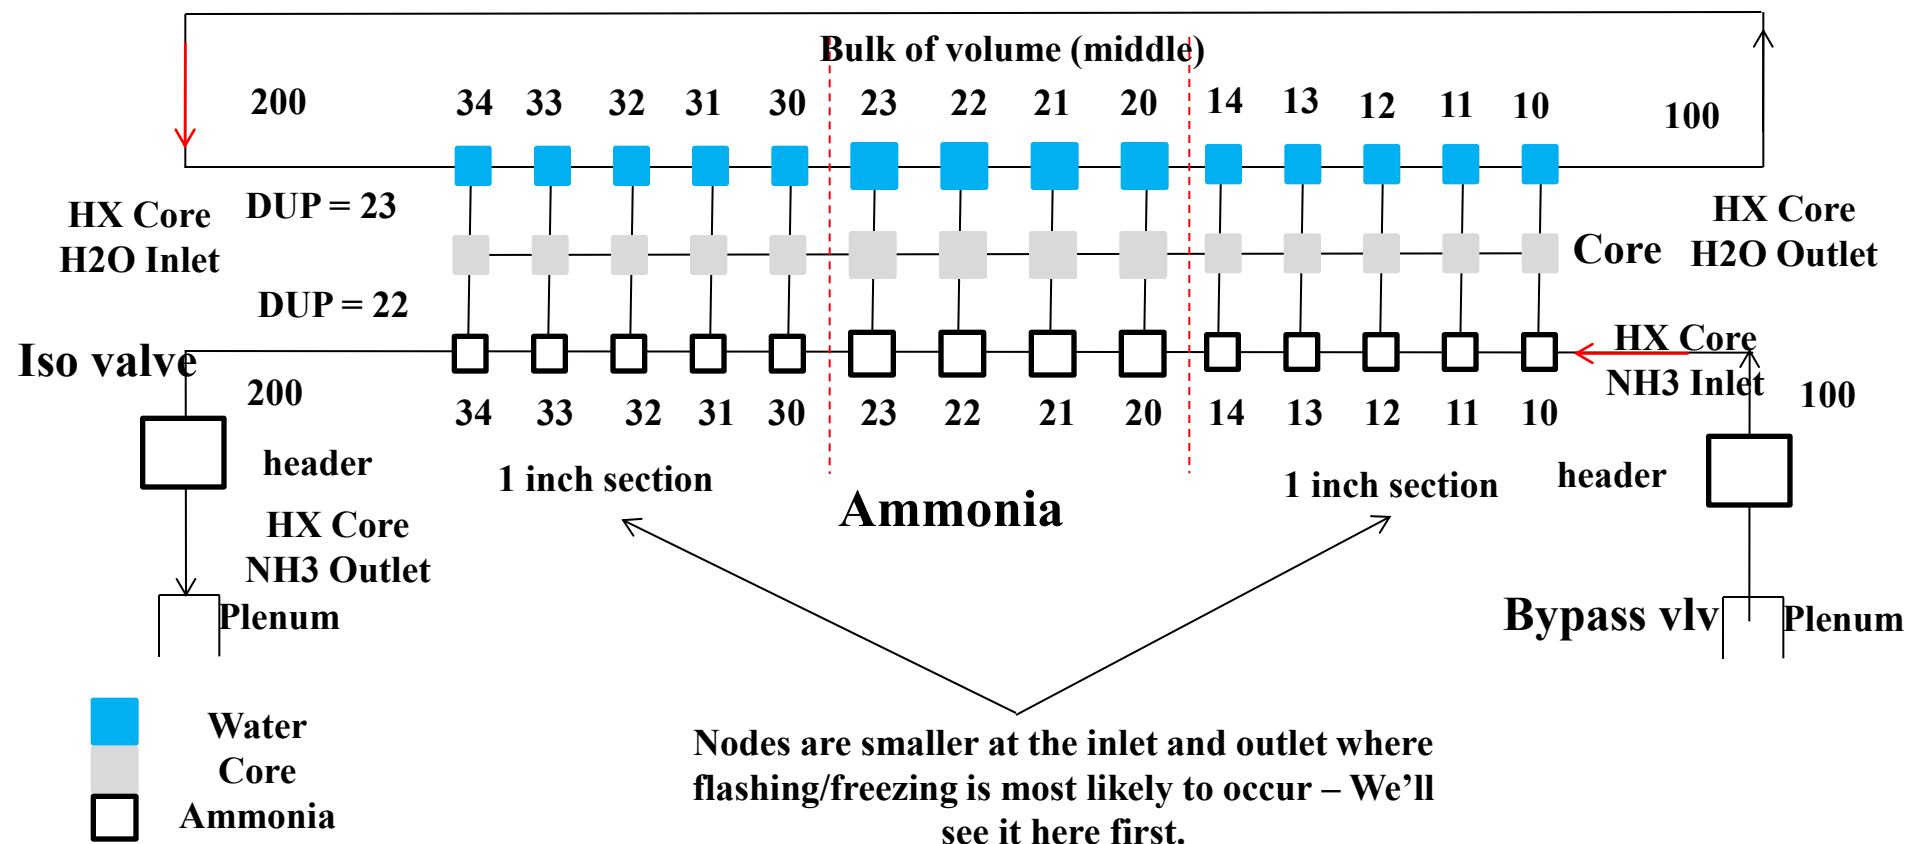 Bulk of volume (middle)
200
34 33 32 31 30 23 22 21 20 14 13 12 11 10
100
DUP = 23
HX Core
H2O Inlet
HX Core
H2O Outlet
Core
DUP = 22
Iso valve
HX Core
NH3 Inlet
200
100
34 33 32 31 30 23 22 21 20 14 13 12 11 10
header
1 inch section
Ammonia
1 inch section
header
HX Core
NH3 Outlet
Plenum
Bypass vlv
Plenum
Water
Core
Ammonia
Nodes are smaller at the inlet and outlet where
flashing/freezing is most likely to occur – We’ll
see it here first.